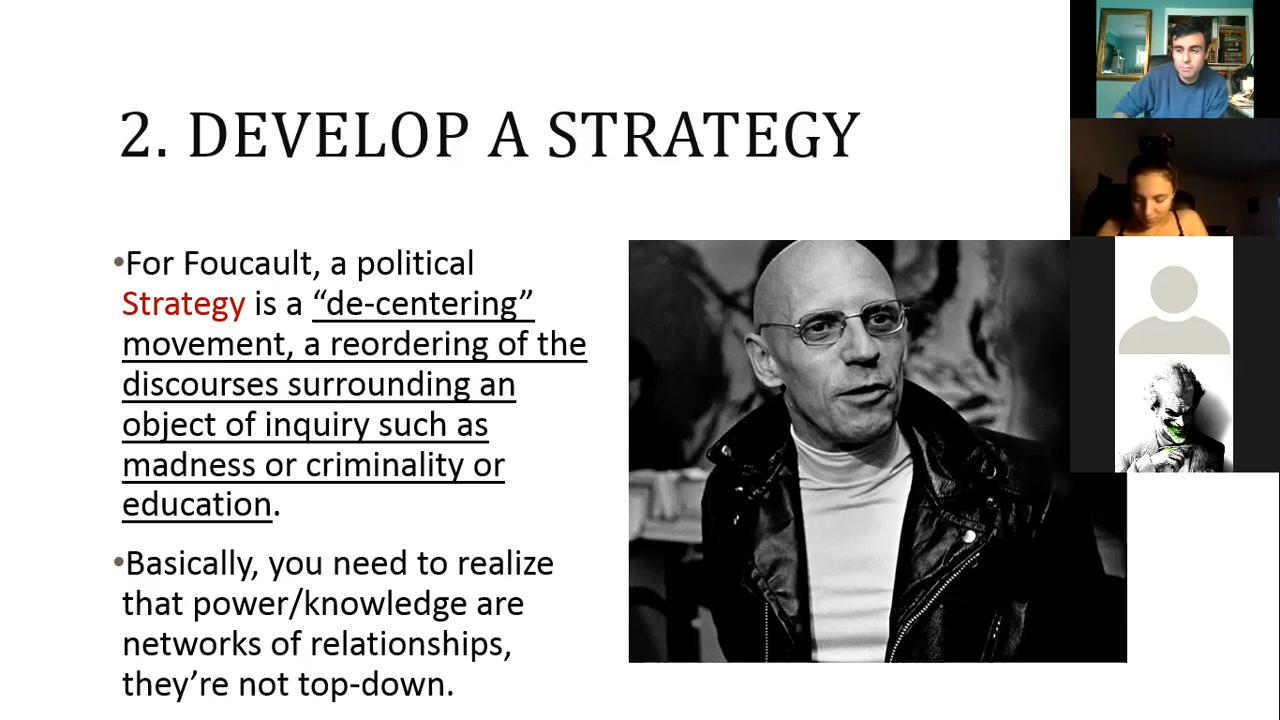 2. DEVELOP A STRATEGY
•For Foucault, a political
Strategy is a “de-centering”
movement, a reordering of the
discourses surrounding an
object of inquiry such as
madness or criminality or
education.
•Basically, you need to realize
that power/knowledge are
networks of relationships,
they’re not top-down.